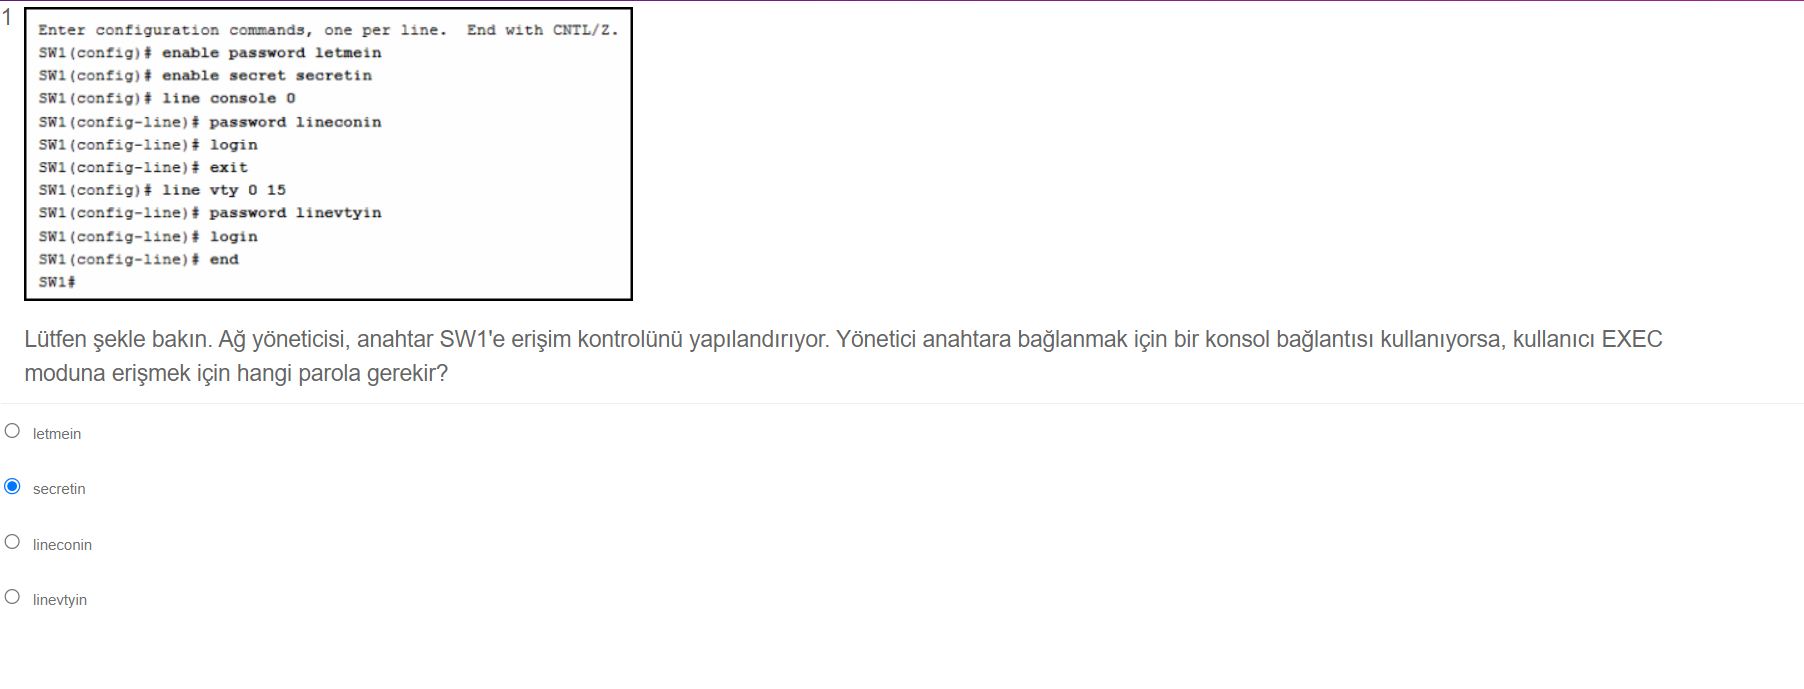 1
Enter configuration commands, one per line.  End with CNTL/Z.
SW1(config)# enable password letmein
SW1(config)# enable secret secretin
SW1(config)# line console 0
SW1(config-line)# password lineconin
SW1(config-line)# login
SW1(config-line)# exit
SW1(config)# line vty 0 15
SW1(config-line)# password linevtyin
SW1(config-line)# login
SW1(config-line)# end
SW1#
Lütfen şekle bakın. Ağ yöneticisi, anahtar SW1'e erişim kontrolünü yapılandırıyor. Yönetici anahtara bağlanmak için bir konsol bağlantısı kullanıyorsa, kullanıcı EXEC
moduna erişmek için hangi parola gerekir?
letmein
secretin
lineconin
linevtyin